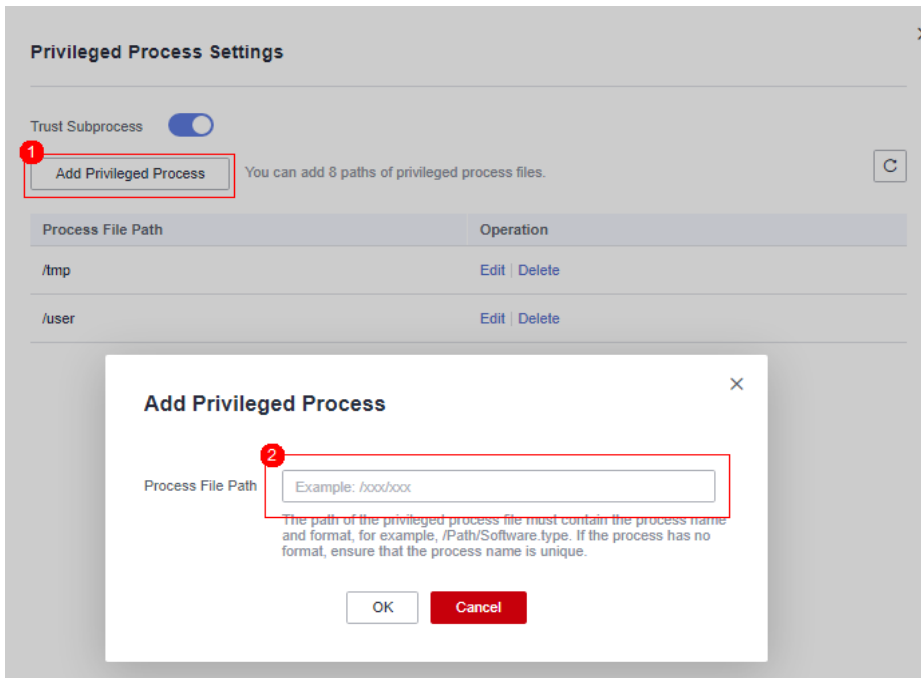 Privileged Process Settings
Trust Subprocess
1
Add Privileged Process You can add 8 paths of privileged process files.
Process File Path Operation
/tmp Edit | Delete
/user Edit | Delete
Add Privileged Process
2
Process File Path Example: /xxx/xxx
The path of the privileged process file must contain the process name
and format, for example, /Path/Software.type. If the process has no
format, ensure that the process name is unique.
OK Cancel